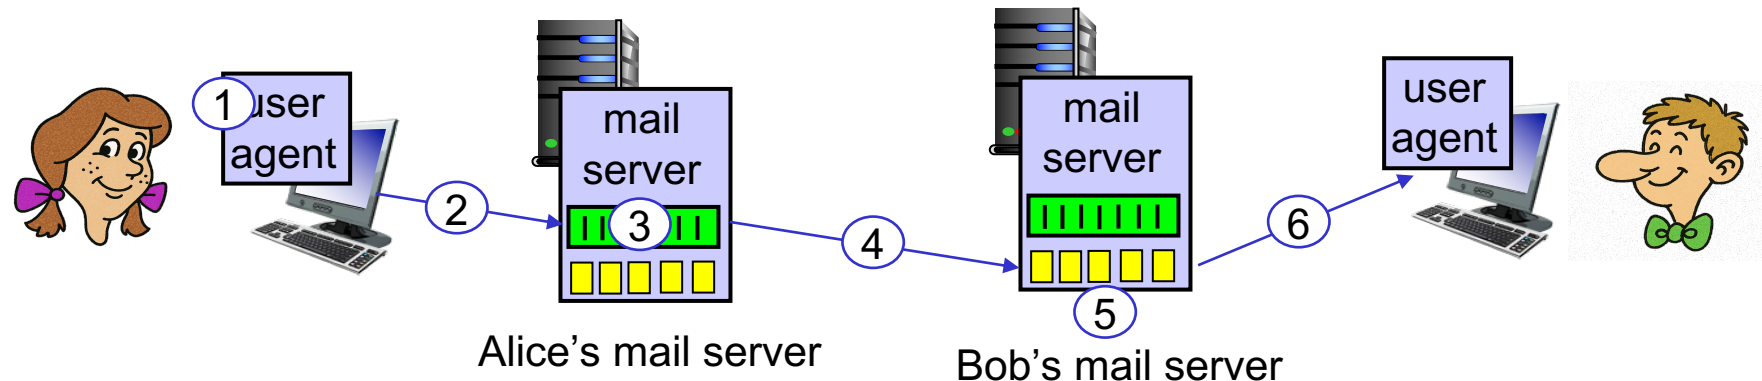 1
user
agent
2
mail
server
3
Alice's mail server
4
mail
server
5
Bob's mail server
6
user
agent